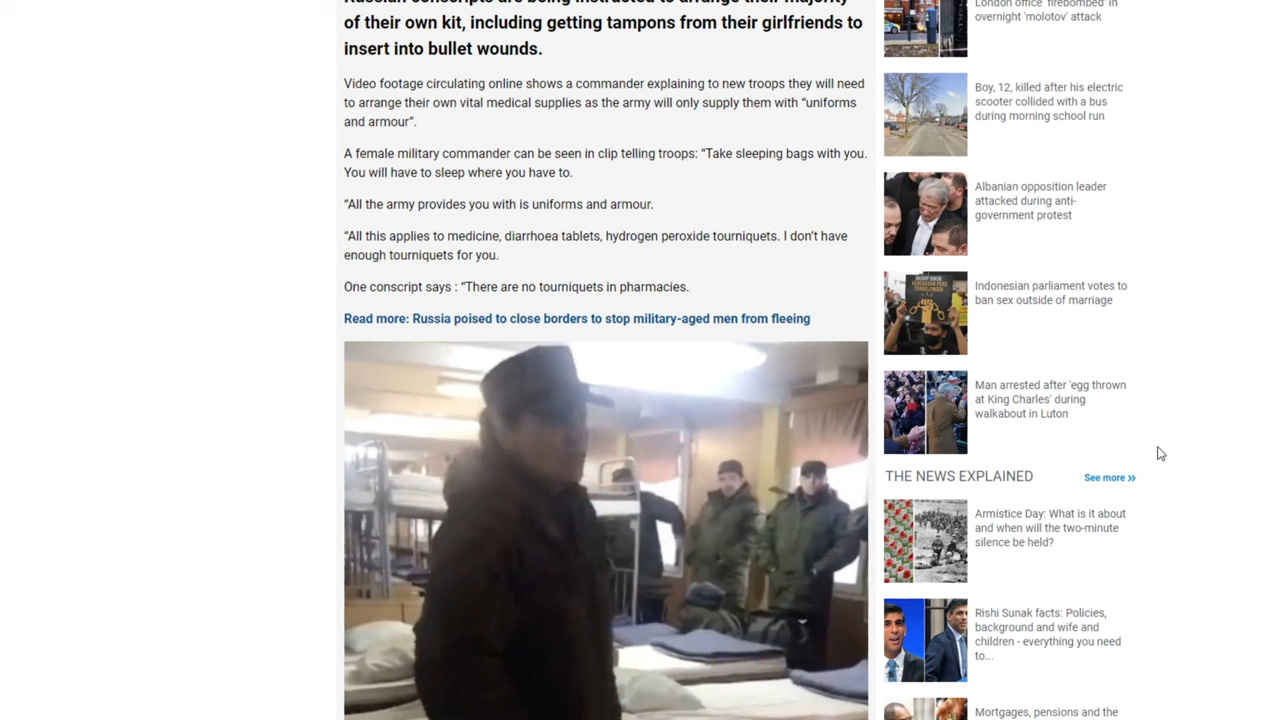 Russian conscripts are being instructed to arrange their majority
of their own kit, including getting tampons from their girlfriends to
insert into bullet wounds.
Video footage circulating online shows a commander explaining to new troops they will need
to arrange their own vital medical supplies as the army will only supply them with “uniforms
and armour”.
A female military commander can be seen in clip telling troops: “Take sleeping bags with you.
You will have to sleep where you have to.
“All the army provides you with is uniforms and armour.
“All this applies to medicine, diarrhoea tablets, hydrogen peroxide tourniquets. I don’t have
enough tourniquets for you.
One conscript says : “There are no tourniquets in pharmacies.
Read more: Russia poised to close borders to stop military-aged men from fleeing
London office 'firebombed' in
overnight 'molotov' attack
Boy, 12, killed after his electric
scooter collided with a bus
during morning school run
Albanian opposition leader
attacked during anti-
government protest
Indonesian parliament votes to
ban sex outside of marriage
Man arrested after 'egg thrown
at King Charles' during
walkabout in Luton
THE NEWS EXPLAINED
See more »
Armistice Day: What is it about
and when will the two-minute
silence be held?
Rishi Sunak facts: Policies,
background and wife and
children - everything you need
to...
Mortgages, pensions and the